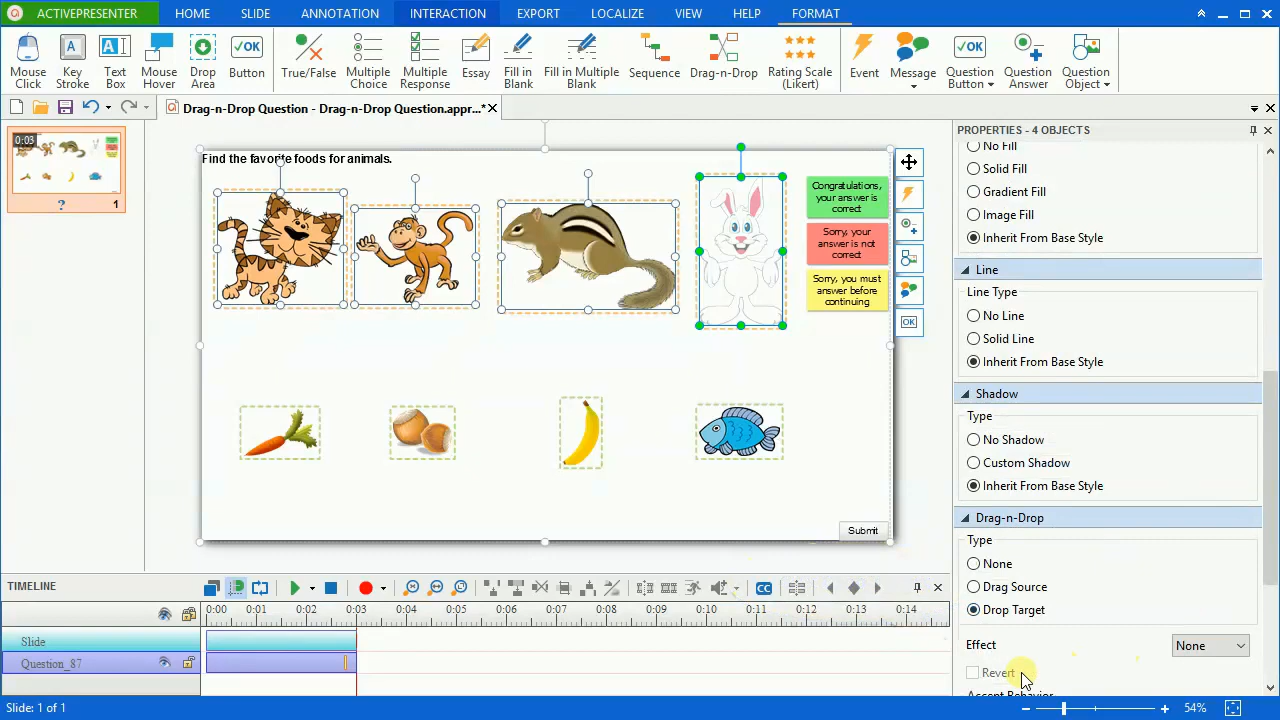 ACTIVEPRESENTER HOME SLIDE ANNOTATION INTERACTION EXPORT LOCALIZE VIEW HELP FORMAT
Mouse Click
Key Stroke
Text Box
Mouse Hover
Drop Area
OK
Button
True/False
Multiple Choice
Multiple Response
Essay
Fill in Blank
Fill in Multiple Blank
Sequence
Drag-n-Drop
Rating Scale (Likert)
Event
Message
OK
Question Button
Question Answer
Question Object
Drag-n-Drop Question - Drag-n-Drop Question.appr...*
0:03
? 1
Find the favorite foods for animals.
Congratulations,
your answer is
correct
Sorry, your
answer is not
correct
Sorry, you must
answer before
continuing
Submit
OK
PROPERTIES - 4 OBJECTS
No Fill
Solid Fill
Gradient Fill
Image Fill
Inherit From Base Style
Line
Line Type
No Line
Solid Line
Inherit From Base Style
Shadow
Type
No Shadow
Custom Shadow
Inherit From Base Style
Drag-n-Drop
Type
None
Drag Source
Drop Target
Effect None
Revert
Accept Behavior
TIMELINE
CC
0:00 0:01 0:02 0:03 0:04 0:05 0:06 0:07 0:08 0:09 0:10 0:11 0:12 0:13 0:14
Slide
Question_87
Slide: 1 of 1
54%